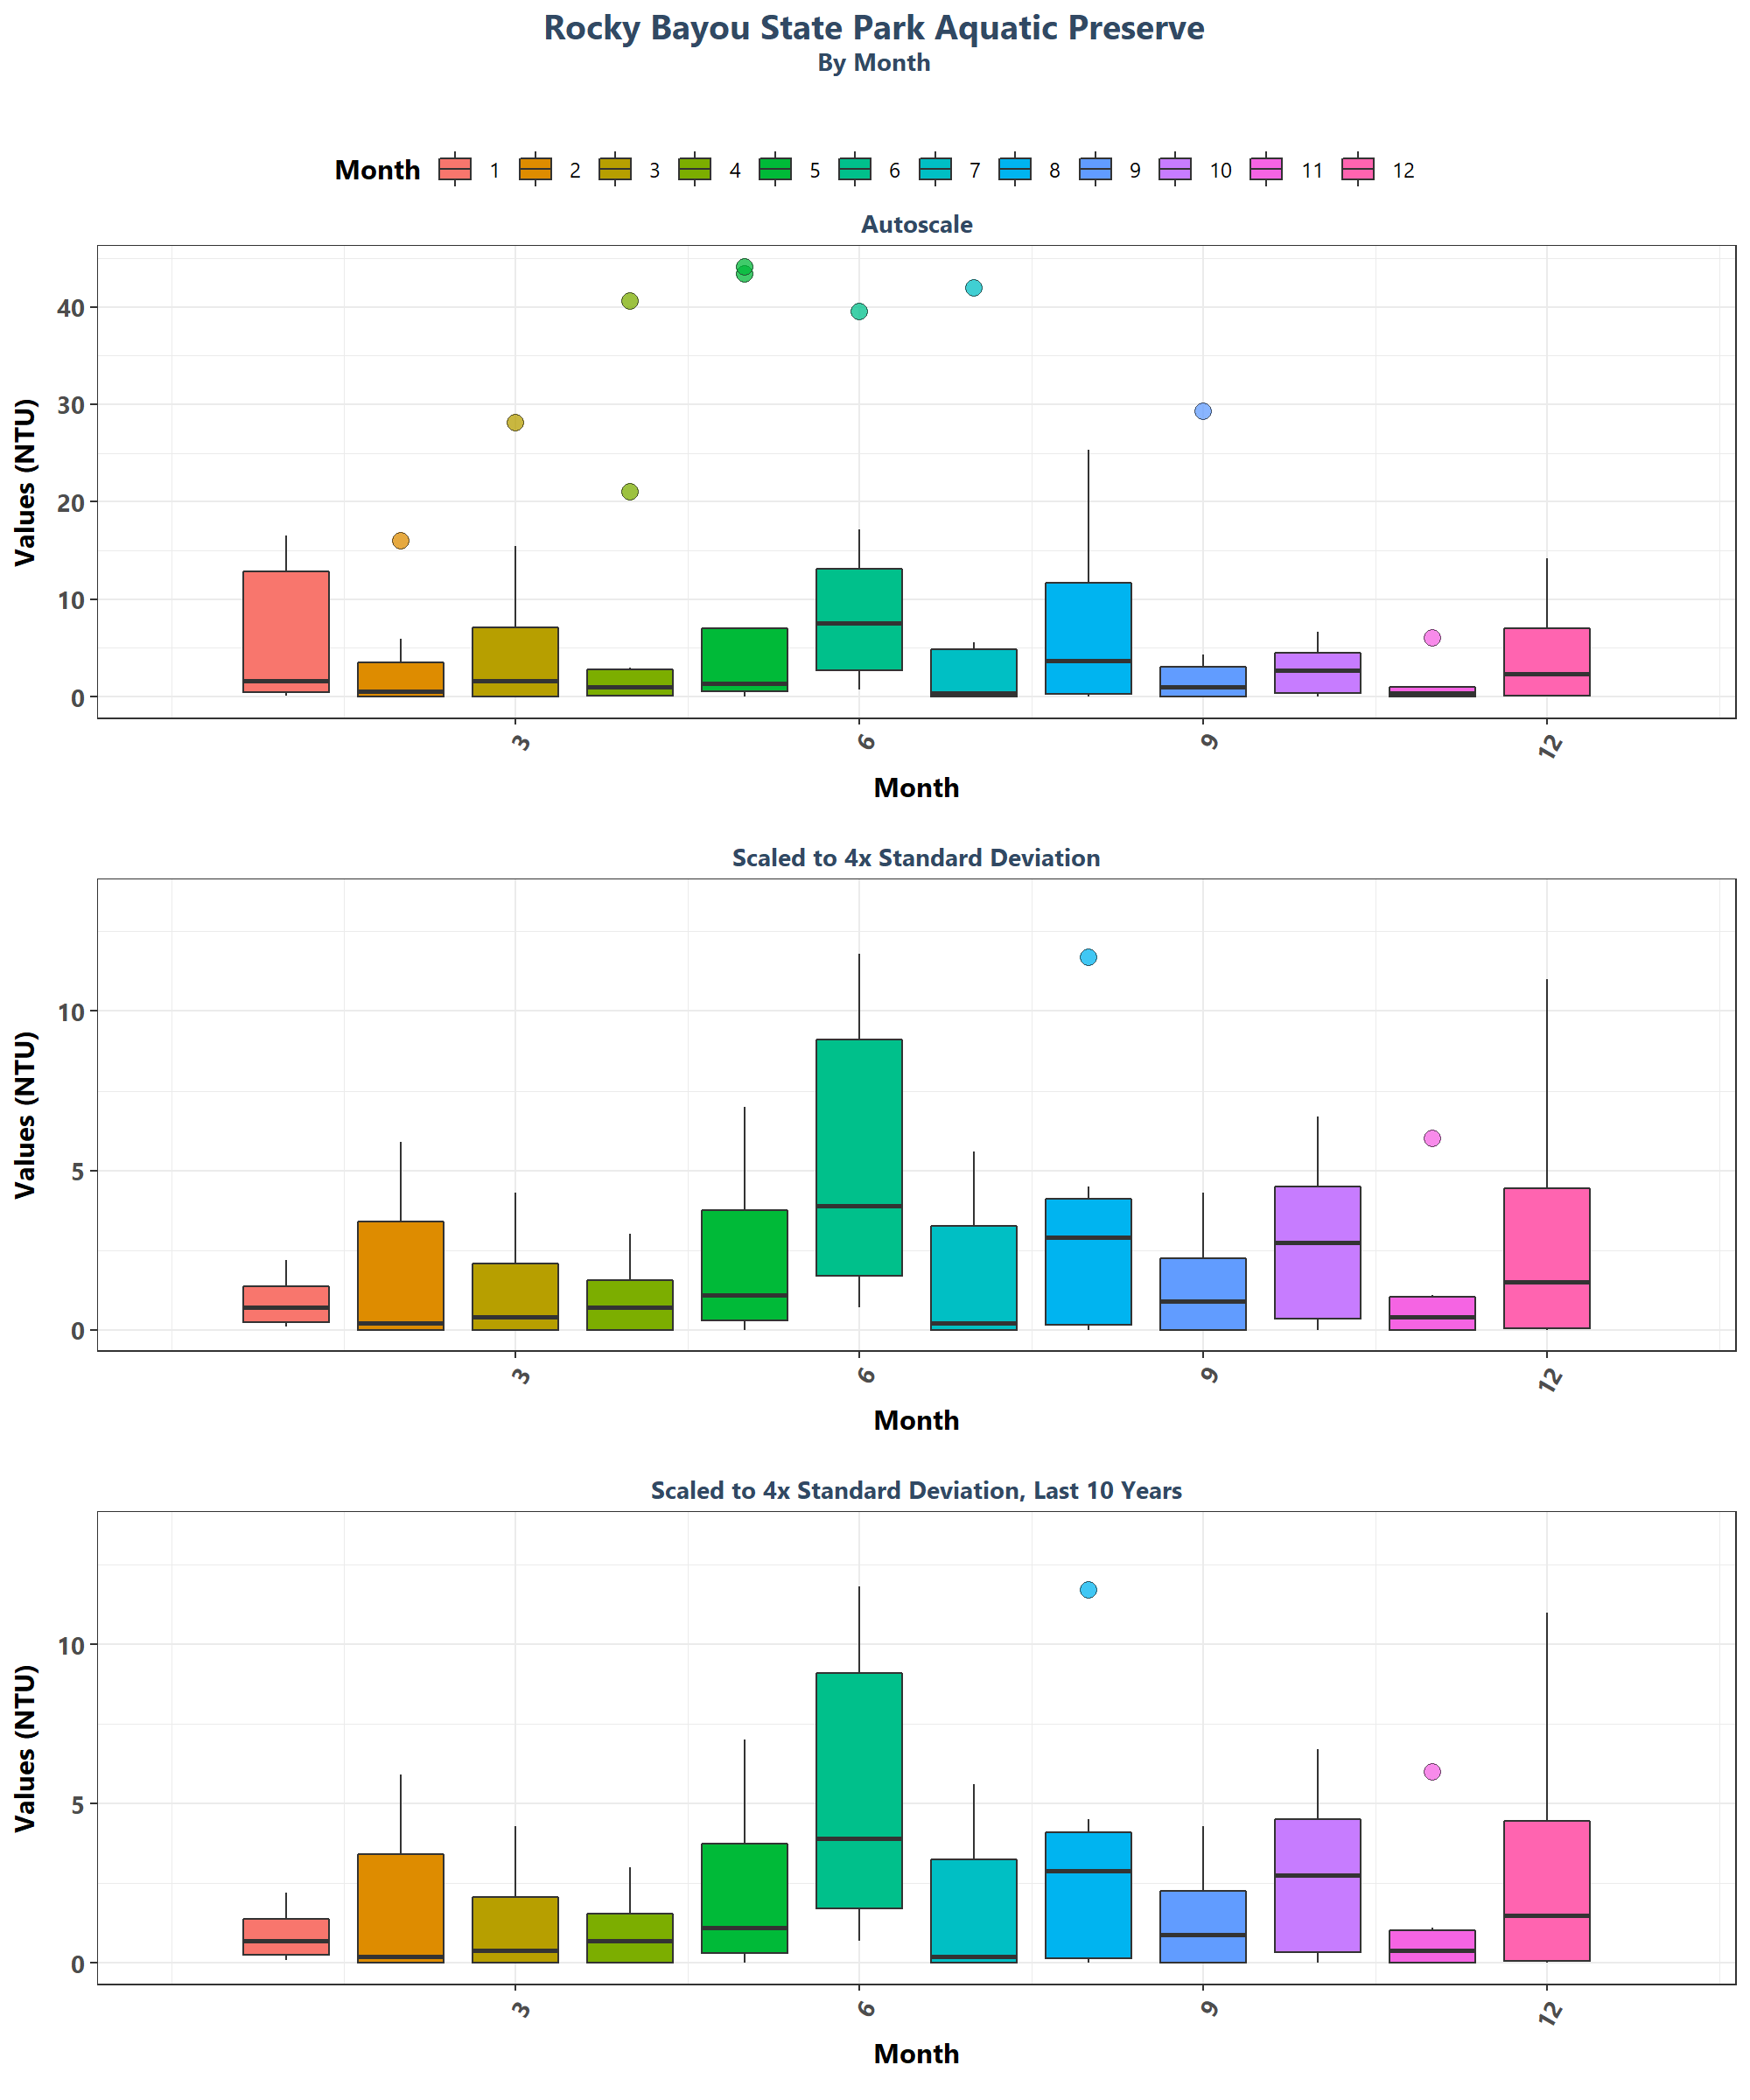 Rocky Bayou State Park Aquatic Preserve
By Month
Month 1 2 3 4 5 6 7 8 9 10 11 12
Autoscale
Values (NTU)
40
30
20
10
0
3 6 9 12
Month
Scaled to 4x Standard Deviation
Values (NTU)
10
5
0
3 6 9 12
Month
Scaled to 4x Standard Deviation, Last 10 Years
Values (NTU)
10
5
0
3 6 9 12
Month